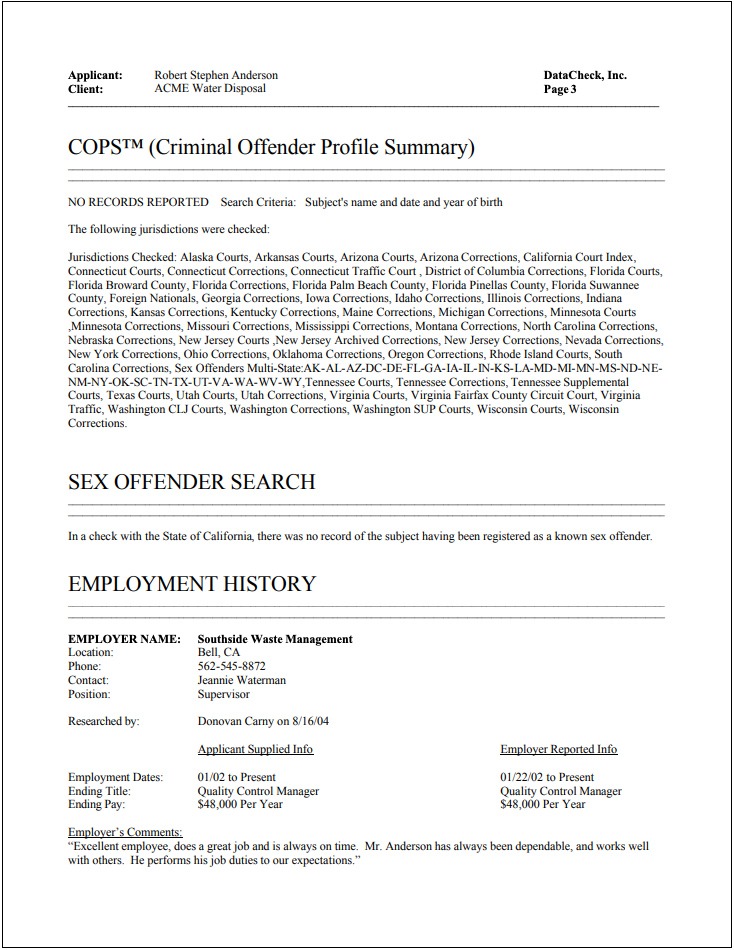 Applicant: Robert Stephen Anderson DataCheck, Inc.
Client: ACME Water Disposal Page 3
COPS™ (Criminal Offender Profile Summary)
NO RECORDS REPORTED Search Criteria: Subject's name and date and year of birth
The following jurisdictions were checked:
Jurisdictions Checked: Alaska Courts, Arkansas Courts, Arizona Courts, Arizona Corrections, California Court Index,
Connecticut Courts, Connecticut Corrections, Connecticut Traffic Court , District of Columbia Corrections, Florida Courts,
Florida Broward County, Florida Corrections, Florida Palm Beach County, Florida Pinellas County, Florida Suwannee
County, Foreign Nationals, Georgia Corrections, Iowa Corrections, Idaho Corrections, Illinois Corrections, Indiana
Corrections, Kansas Corrections, Kentucky Corrections, Maine Corrections, Michigan Corrections, Minnesota Courts
,Minnesota Corrections, Missouri Corrections, Mississippi Corrections, Montana Corrections, North Carolina Corrections,
Nebraska Corrections, New Jersey Courts ,New Jersey Archived Corrections, New Jersey Corrections, Nevada Corrections,
New York Corrections, Ohio Corrections, Oklahoma Corrections, Oregon Corrections, Rhode Island Courts, South
Carolina Corrections, Sex Offenders Multi-State:AK-AL-AZ-DC-DE-FL-GA-IA-IL-IN-KS-LA-MD-MI-MN-MS-ND-NE-
NM-NY-OK-SC-TN-TX-UT-VA-WA-WV-WY,Tennessee Courts, Tennessee Corrections, Tennessee Supplemental
Courts, Texas Courts, Utah Courts, Utah Corrections, Virginia Courts, Virginia Fairfax County Circuit Court, Virginia
Traffic, Washington CLJ Courts, Washington Corrections, Washington SUP Courts, Wisconsin Courts, Wisconsin
Corrections.
SEX OFFENDER SEARCH
In a check with the State of California, there was no record of the subject having been registered as a known sex offender.
EMPLOYMENT HISTORY
EMPLOYER NAME: Southside Waste Management
Location: Bell, CA
Phone: 562-545-8872
Contact: Jeannie Waterman
Position: Supervisor
Researched by: Donovan Carny on 8/16/04
Applicant Supplied Info Employer Reported Info
Employment Dates: 01/02 to Present 01/22/02 to Present
Ending Title: Quality Control Manager Quality Control Manager
Ending Pay: $48,000 Per Year $48,000 Per Year
Employer’s Comments:
“Excellent employee, does a great job and is always on time. Mr. Anderson has always been dependable, and works well
with others. He performs his job duties to our expectations.”